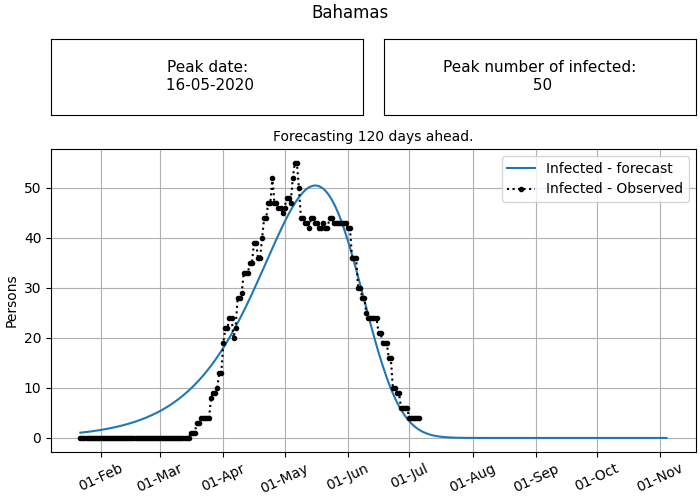 Bahamas
Peak date:
16-05-2020
Peak number of infected:
50
Forecasting 120 days ahead.
Infected - forecast
Infected - Observed
Persons
50
40
30
20
10
0
01-Feb
01-Mar
01-Apr
01-May
01-Jun
01-Jul
01-Aug
01-Sep
01-Oct
01-Nov